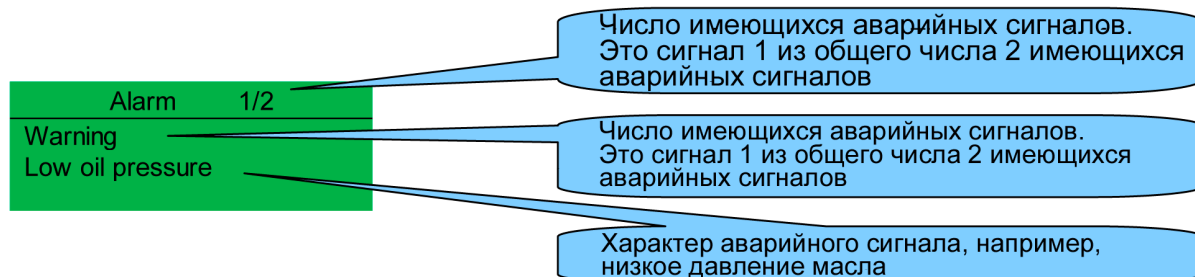 Число имеющихся аварийных сигналов.
Это сигнал 1 из общего числа 2 имеющихся
аварийных сигналов
Alarm 1/2
Warning
Low oil pressure
Число имеющихся аварийных сигналов.
Это сигнал 1 из общего числа 2 имеющихся
аварийных сигналов
Характер аварийного сигнала, например,
низкое давление масла